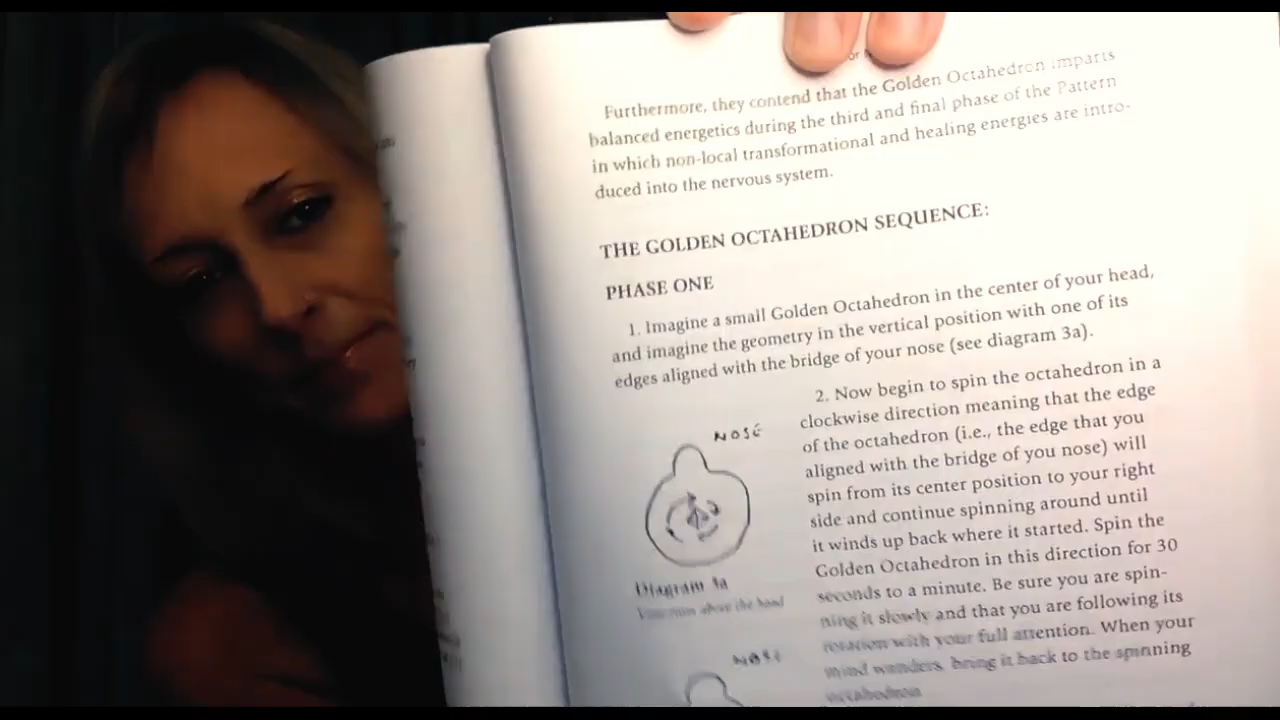 Furthermore, they contend that the Golden Octahedron imparts
balanced energetics during the third and final phase of the Pattern
in which non-local transformational and healing energies are intro-
duced into the nervous system.
THE GOLDEN OCTAHEDRON SEQUENCE:
PHASE ONE
1. Imagine a small Golden Octahedron in the center of your head,
and imagine the geometry in the vertical position with one of its
edges aligned with the bridge of your nose (see diagram 3a).
2. Now begin to spin the octahedron in a
clockwise direction meaning that the edge
of the octahedron (i.e., the edge that you
aligned with the bridge of you nose) will
spin from its center position to your right
side and continue spinning around until
it winds up back where it started. Spin the
Golden Octahedron in this direction for 30
seconds to a minute. Be sure you are spin-
ning it slowly and that you are following its
rotation with your full attention. When your
mind wanders, bring it back to the spinning
octahedron
NOSE
Diagram 3a
View from above the head
NOSE